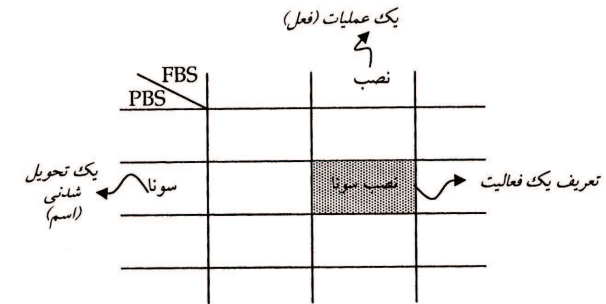 یک عملیات (فعل)
نصب
FBS
PBS
یک تحویل
شدنی
(اسم)
سونا
نصب سونا
تعریف یک فعالیت